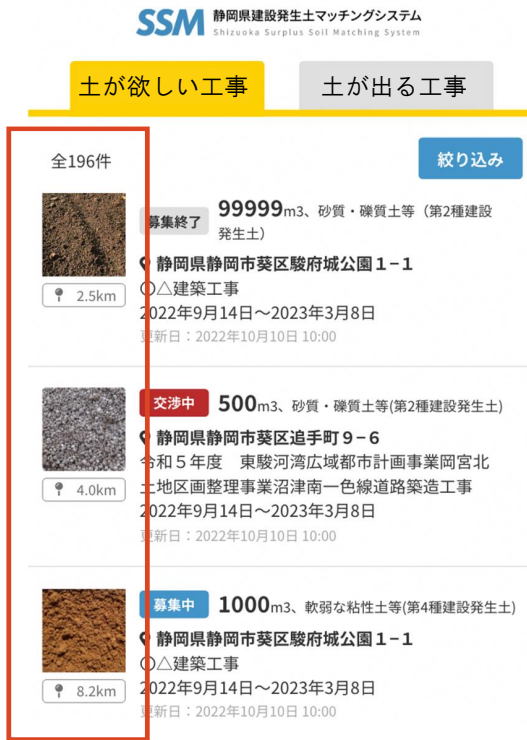 SSM 静岡県建設発生土マッチングシステム
Shizuoka Surplus Soil Matching System
土が欲しい工事 土が出る工事
全196件 絞り込み
募集終了 99999m3、砂質・礫質土等（第2種建設
発生土）
静岡県静岡市葵区駿府城公園１−１
〇△建築工事
2022年9月14日～2023年3月8日
更新日：2022年10月10日 10:00
2.5km
交渉中 500m3、砂質・礫質土等(第2種建設発生土)
静岡県静岡市葵区追手町９−６
令和５年度　東駿河湾広域都市計画事業岡宮北
土地区画整理事業沼津南一色線道路築造工事
2022年9月14日～2023年3月8日
更新日：2022年10月10日 10:00
4.0km
募集中 1000m3、軟弱な粘性土等(第4種建設発生土)
静岡県静岡市葵区駿府城公園１−１
〇△建築工事
2022年9月14日～2023年3月8日
更新日：2022年10月10日 10:00
8.2km